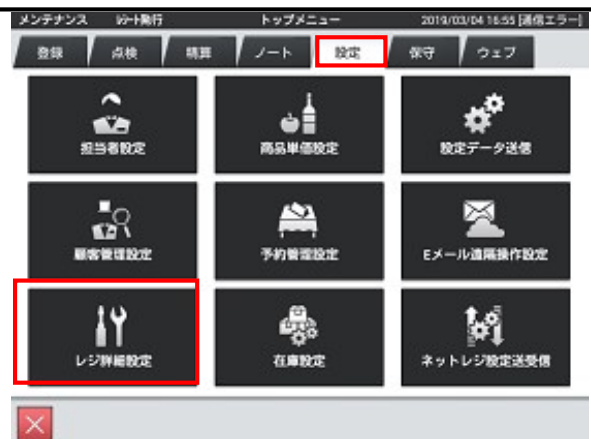 メンテナンス ﾚｼｰﾄ発行 トップメニュー 2019/03/04 16:55 [通信エラー]
登録 点検 精算 ノート 設定 保守 ウェブ
担当者設定 商品単価設定 設定データ送信
顧客管理設定 予約管理設定 Eメール遠隔操作設定
レジ詳細設定 在庫設定 ネットレジ設定送受信